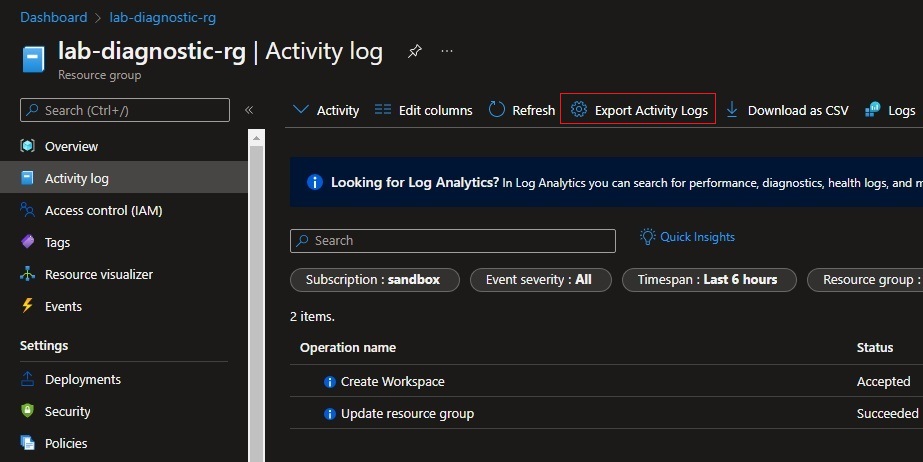 Dashboard > lab-diagnostic-rg
lab-diagnostic-rg | Activity log ...
Resource group
Search (Ctrl+/) «
Activity Edit columns Refresh Export Activity Logs Download as CSV Logs
Overview
Activity log
Access control (IAM)
Tags
Resource visualizer
Events
Settings
Deployments
Security
Policies
Looking for Log Analytics? In Log Analytics you can search for performance, diagnostics, health logs, and m
Search Quick Insights
Subscription : sandbox Event severity : All Timespan : Last 6 hours Resource group :
2 items.
Operation name Status
Create Workspace Accepted
Update resource group Succeeded